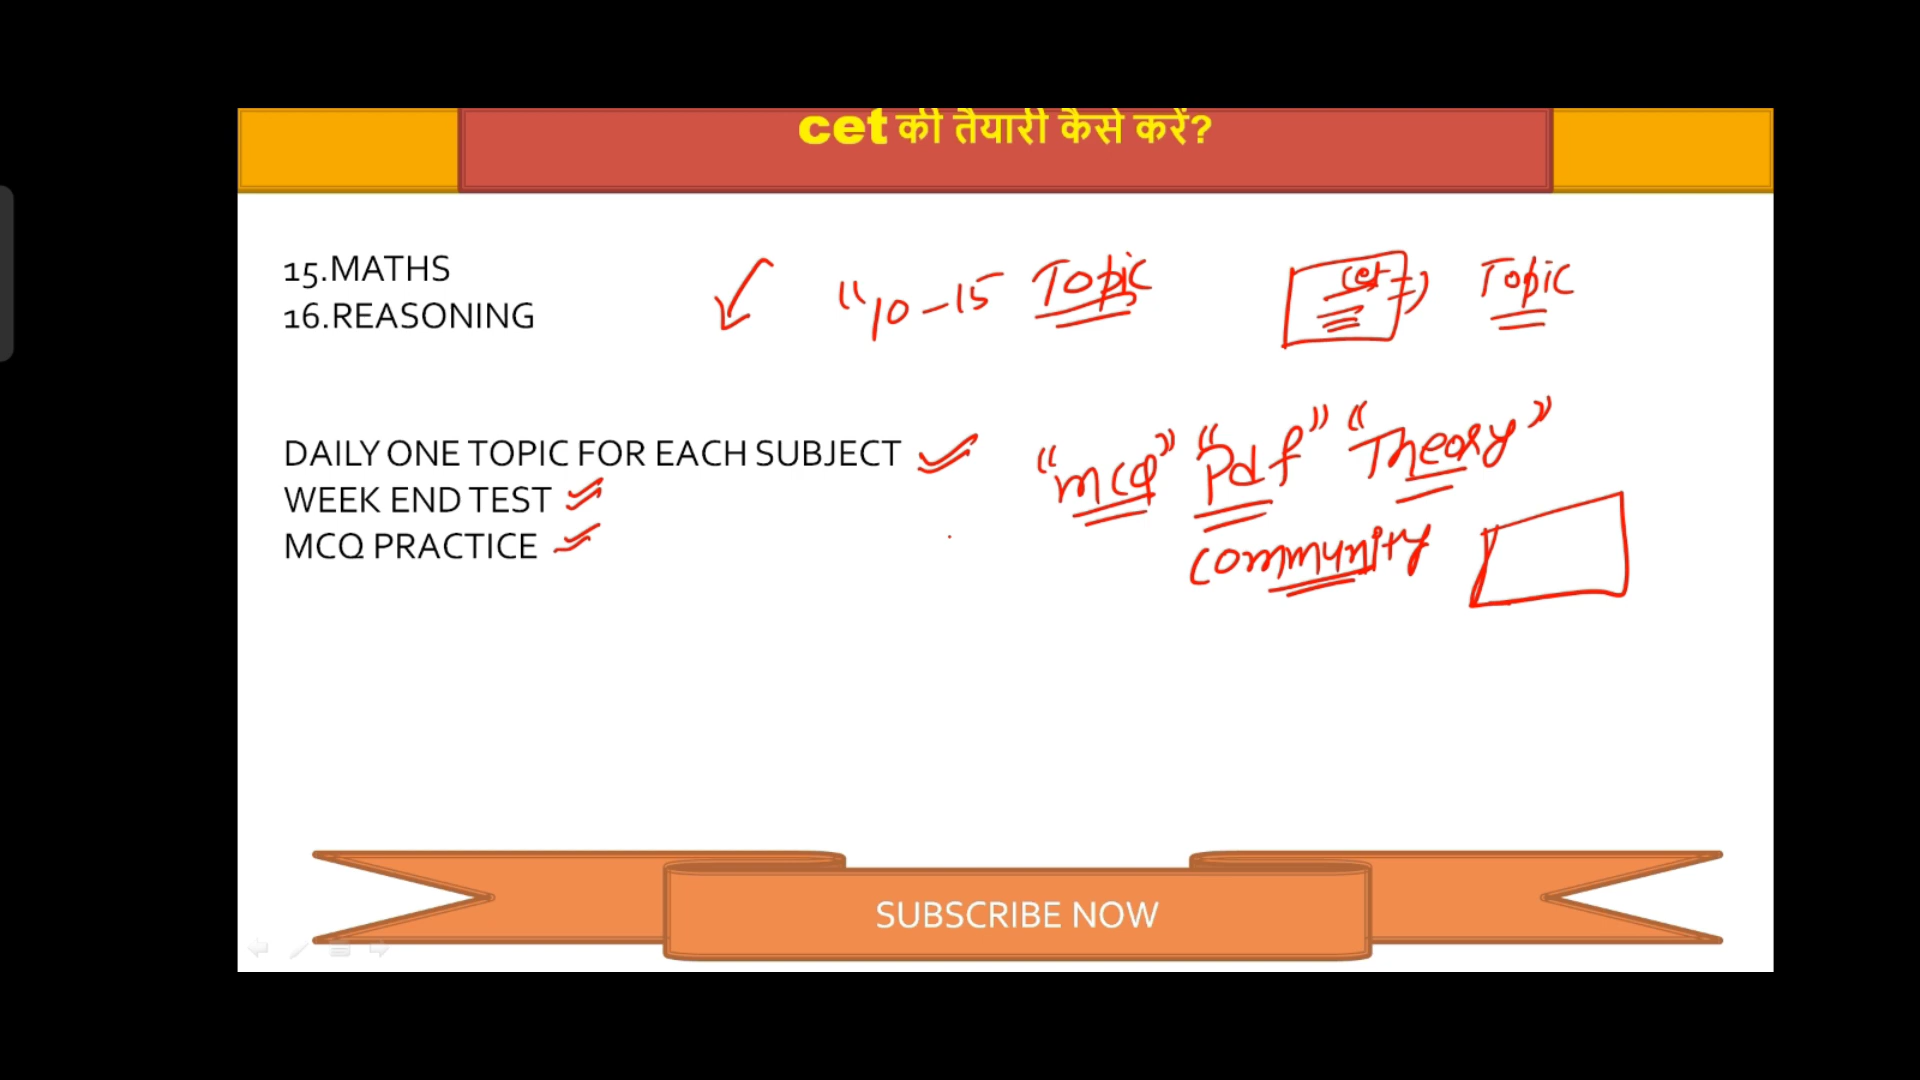 cet की तैयारी कैसे करें?
15.MATHS
16.REASONING
"10-15 Topic
cet
Topic
DAILY ONE TOPIC FOR EACH SUBJECT
WEEK END TEST
MCQ PRACTICE
"mcq" "Pdf" "Theory"
community
SUBSCRIBE NOW